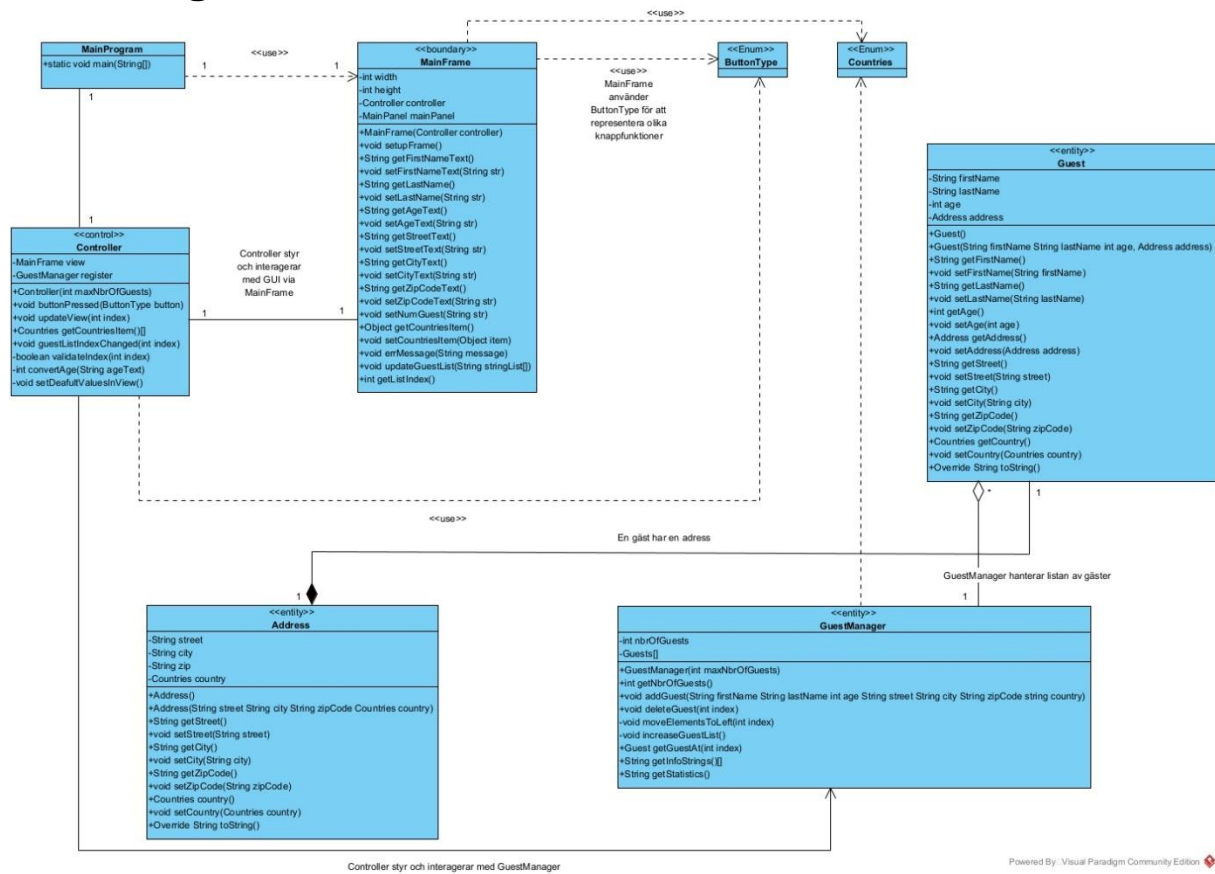 <<use>>
MainProgram
+static void main(String[])
<<use>>
1
1
1
<<boundary>>
MainFrame
-int width
-int height
-Controller controller
-MainPanel mainPanel
+MainFrame(Controller controller)
+void setupFrame()
+String getFirstNameText()
+void setFirstNameText(String str)
+String getLastName()
+void setLastName(String str)
+String getAgeText()
+void setAgeText(String str)
+String getStreetText()
+void setStreetText(String str)
+String getCityText()
+void setCityText(String str)
+String getZipCodeText()
+void setZipCodeText(String str)
+void setNumGuest(String str)
+Object getCountriesItem()
+void setCountriesItem(Object item)
+void errMessage(String message)
+void updateGuestList(String stringList[])
+int getListIndex()
<<use>>
MainFrame
använder
ButtonType för att
representera olika
knappfunktioner
<<Enum>>
ButtonType
<<Enum>>
Countries
<<entity>>
Guest
-String firstName
-String lastName
-int age
-Address address
+Guest()
+Guest(String firstName String lastName int age, Address address)
+String getFirstName()
+void setFirstName(String firstName)
+String getLastName()
+void setLastName(String lastName)
+int getAge()
+void setAge(int age)
+Address getAddress()
+void setAddress(Address address)
+String getStreet()
+void setStreet(String street)
+String getCity()
+void setCity(String city)
+String getZipCode()
+void setZipCode(String zipCode)
+Countries getCountry()
+void setCountry(Countries country)
+Override String toString()
1
<<control>>
Controller
-MainFrame view
-GuestManager register
+Controller(int maxNbrOfGuests)
+void buttonPressed(ButtonType button)
+void updateView(int index)
+Countries getCountriesItem()[]
+void guestListIndexChanged(int index)
-boolean validateIndex(int index)
-int convertAge(String ageText)
-void setDeafultValuesInView()
Controller styr
och interagerar
med GUI via
MainFrame
1
1
<<use>>
*
1
En gäst har en adress
GuestManager hanterar listan av gäster
1
1
<<entity>>
Address
-String street
-String city
-String zip
-Countries country
+Address()
+Address(String street String city String zipCode Countries country)
+String getStreet()
+void setStreet(String street)
+String getCity()
+void setCity(String city)
+String getZipCode()
+void setZipCode(String zipCode)
+Countries country()
+void setCountry(Countries country)
+Override String toString()
<<entity>>
GuestManager
-int nbrOfGuests
-Guests[]
+GuestManager(int maxNbrOfGuests)
+int getNbrOfGuests()
+void addGuest(String firstName String lastName int age String street String city String zipCode string country)
+void deleteGuest(int index)
-void moveElementsToLeft(int index)
-void increaseGuestList()
+Guest getGuestAt(int index)
+String getInfoStrings()[]
+String getStatistics()
Controller styr och interagerar med GuestManager
Powered By: Visual Paradigm Community Edition